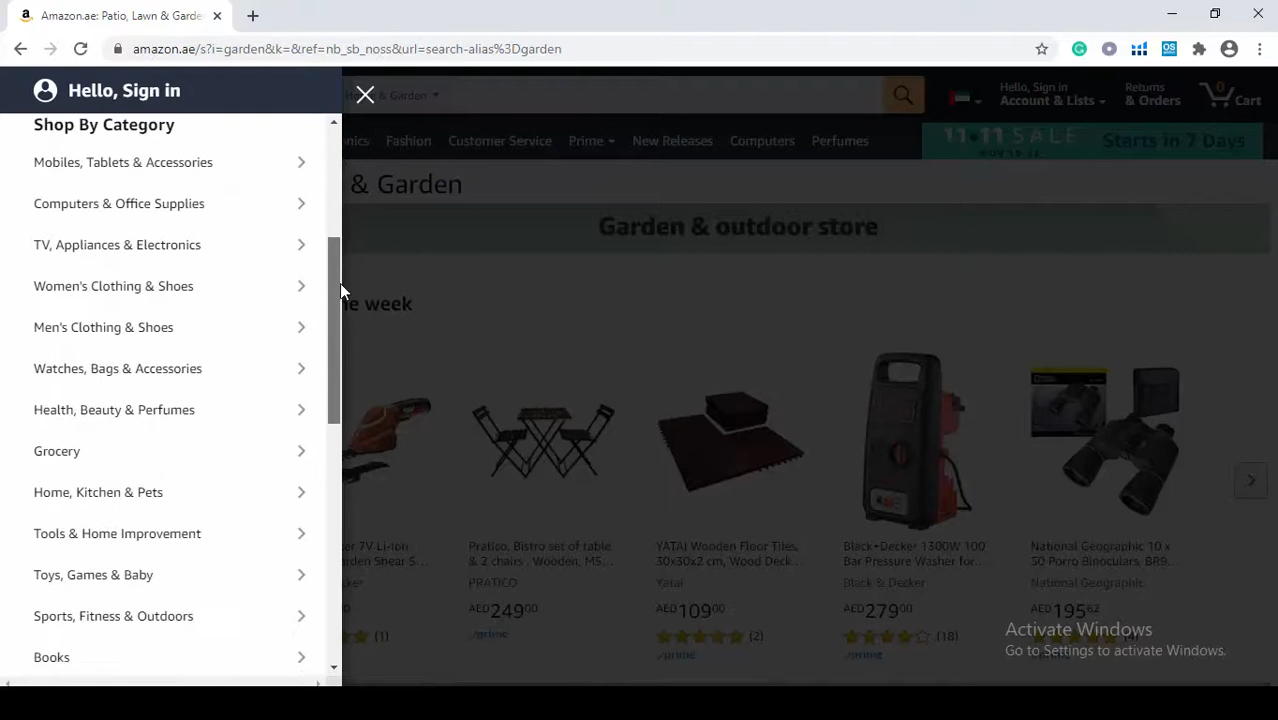 Amazon.ae: Patio, Lawn & Garde
amazon.ae/s?i=garden&k=&ref=nb_sb_noss&url=search-alias%3Dgarden
Hello, Sign in
& Garden
Hello, Sign in
Account & Lists
Returns
& Orders
0
Cart
Shop By Category
Mobiles, Tablets & Accessories
Computers & Office Supplies
TV, Appliances & Electronics
Women's Clothing & Shoes
Men's Clothing & Shoes
Watches, Bags & Accessories
Health, Beauty & Perfumes
Grocery
Home, Kitchen & Pets
Tools & Home Improvement
Toys, Games & Baby
Sports, Fitness & Outdoors
Books
onics Fashion Customer Service Prime New Releases Computers Perfumes
11.11 SALE
Starts in 7 Days
& Garden
Garden & outdoor store
he week
er 7V Li-Ion
arden Shear S...
cker
00
(1)
Pratico, Bistro set of table
& 2 chairs , Wooden, M5...
PRATICO
AED 249 00
prime
YATAI Wooden Floor Tiles,
30x30x2 cm, Wood Deck...
Yatai
AED 109 00
(2)
prime
Black+Decker 1300W 100
Bar Pressure Washer for...
Black & Decker
AED 279 00
(18)
prime
National Geographic 10 x
50 Porro Binoculars, BR9...
National Geographic
AED 195 62
(4)
prime
Activate Windows
Go to Settings to activate Windows.